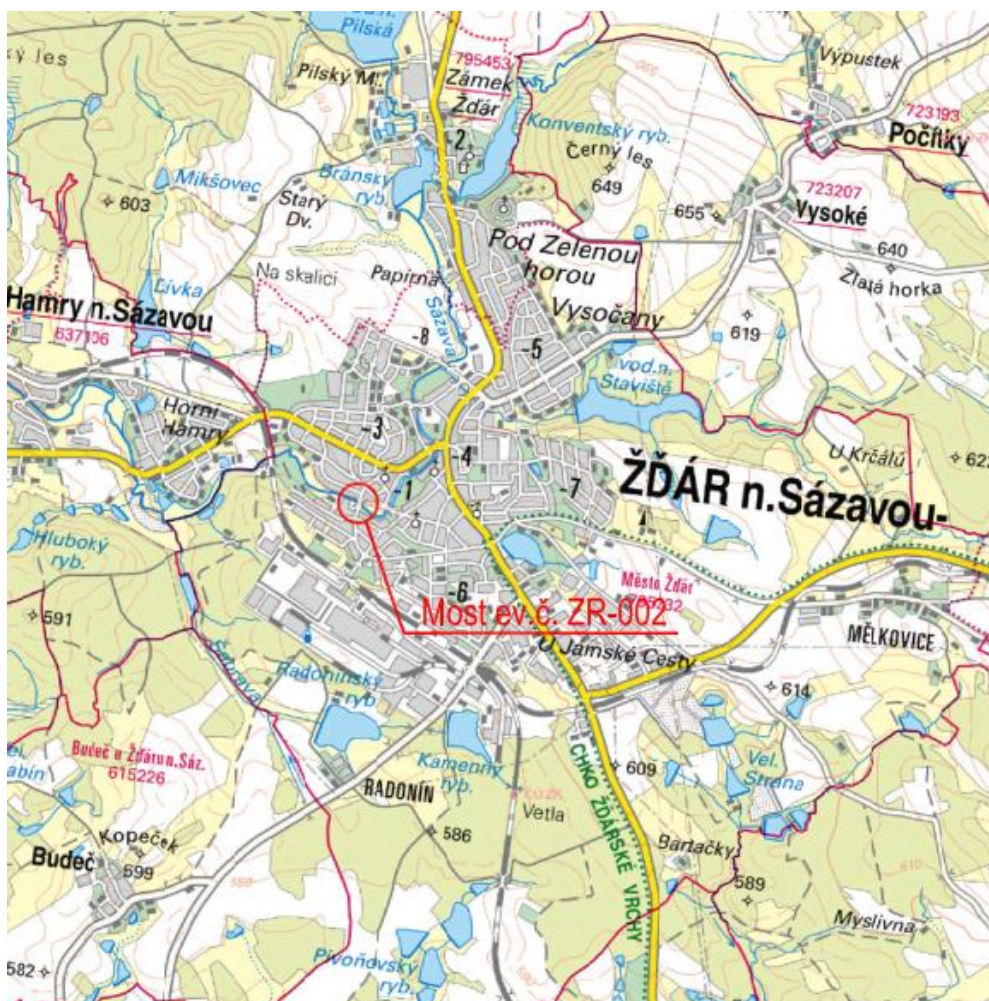 Pilská
ký les
Pilský M.
795453
Zámek
Žďár
-2
Konventský ryb.
Černý les
649
Výpustek
723193
Počítky
723207
Vysoké
655
640
Zlatá horka
Mikšovec
603
Bránský
ryb.
Starý
Dv.
Pod Zelenou
horou
Vysočany
Na skalici
Papírna
Sázava
Lívka
Hamry n.Sázavou
637106
-8
-5
619
vod.n.
Staviště
Horní
Hamry
-3
-4
-1
-7
U Krčálů
ŽĎÁR n.Sázavou-
Hluboký
ryb.
591
-6
Město Žďár
Most ev.č. ZR-002
U Jamské Cesty
MĚLKOVICE
614
Radonínský
ryb.
Budeč u Žďáru n.Sáz.
615226
Kamenný
ryb.
RADONÍN
Vetla
609
Vel.
Strana
CHKO ŽĎÁRSKÉ VRCHY
586
Kopeček
599
Budeč
Bartačky
589
610
Myslivna
Pivoňovský
ryb.
582